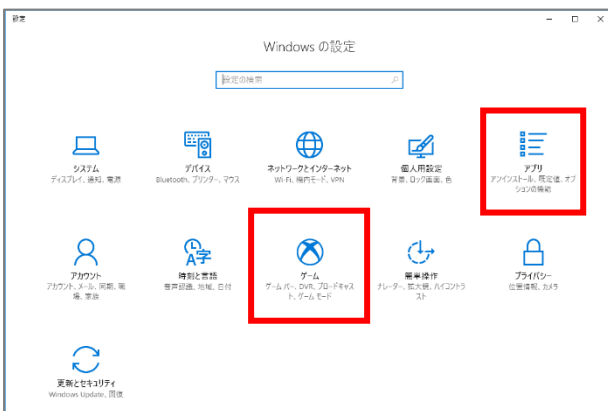 設定
Windows の設定
設定の検索
システム
ディスプレイ、通知、電源
デバイス
Bluetooth、プリンター、マウス
ネットワークとインターネット
Wi-Fi、機内モード、VPN
個人用設定
背景、ロック画面、色
アプリ
アンインストール、既定値、オプ
ションの機能
アカウント
アカウント、メール、同期、職
場、家族
時刻と言語
音声認識、地域、日付
ゲーム
ゲーム バー、DVR、ブロードキャス
ト、ゲーム モード
簡単操作
ナレーター、拡大鏡、ハイコントラ
スト
プライバシー
位置情報、カメラ
更新とセキュリティ
Windows Update、回復